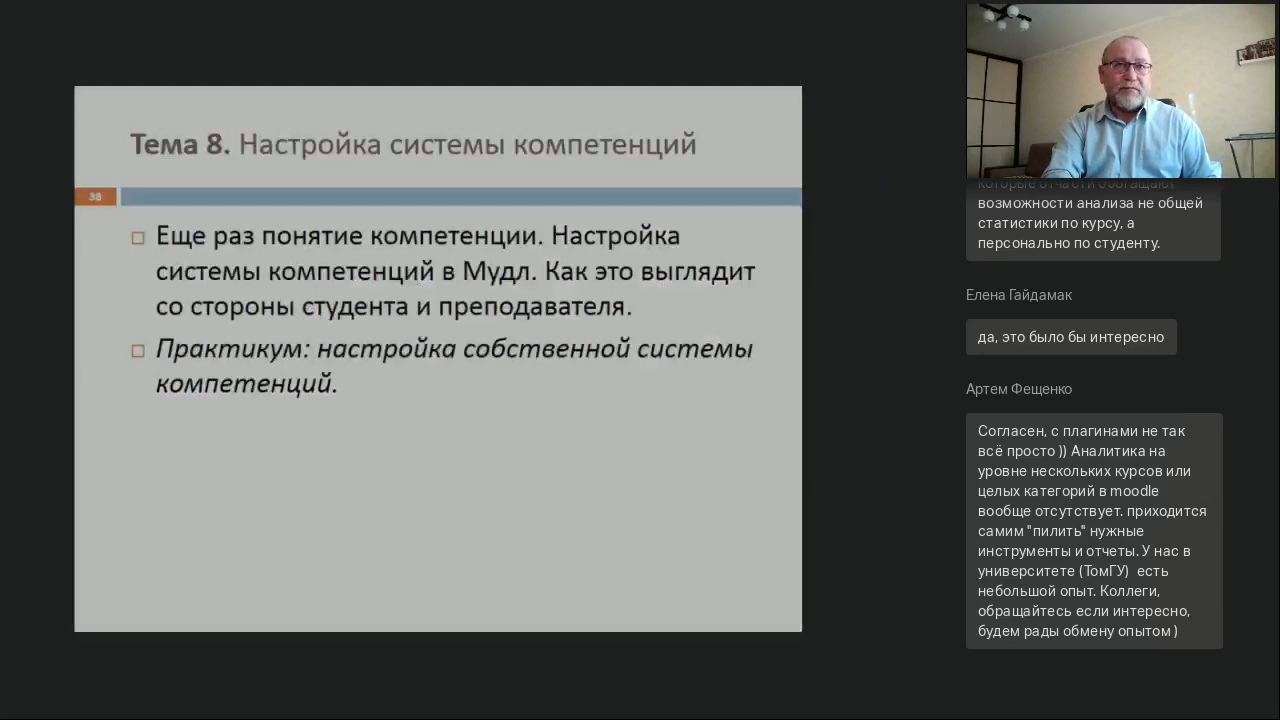 Тема 8. Настройка системы компетенций
38
Еще раз понятие компетенции. Настройка
системы компетенций в Мудл. Как это выглядит
со стороны студента и преподавателя.
Практикум: настройка собственной системы
компетенций.
которые отчасти обогащают
возможности анализа не общей
статистики по курсу, а
персонально по студенту.
Елена Гайдамак
да, это было бы интересно
Артем Фещенко
Согласен, с плагинами не так
всё просто )) Аналитика на
уровне нескольких курсов или
целых категорий в moodle
вообще отсутствует. приходится
самим "пилить" нужные
инструменты и отчеты. У нас в
университете (ТомГУ) есть
небольшой опыт. Коллеги,
обращайтесь если интересно,
будем рады обмену опытом )